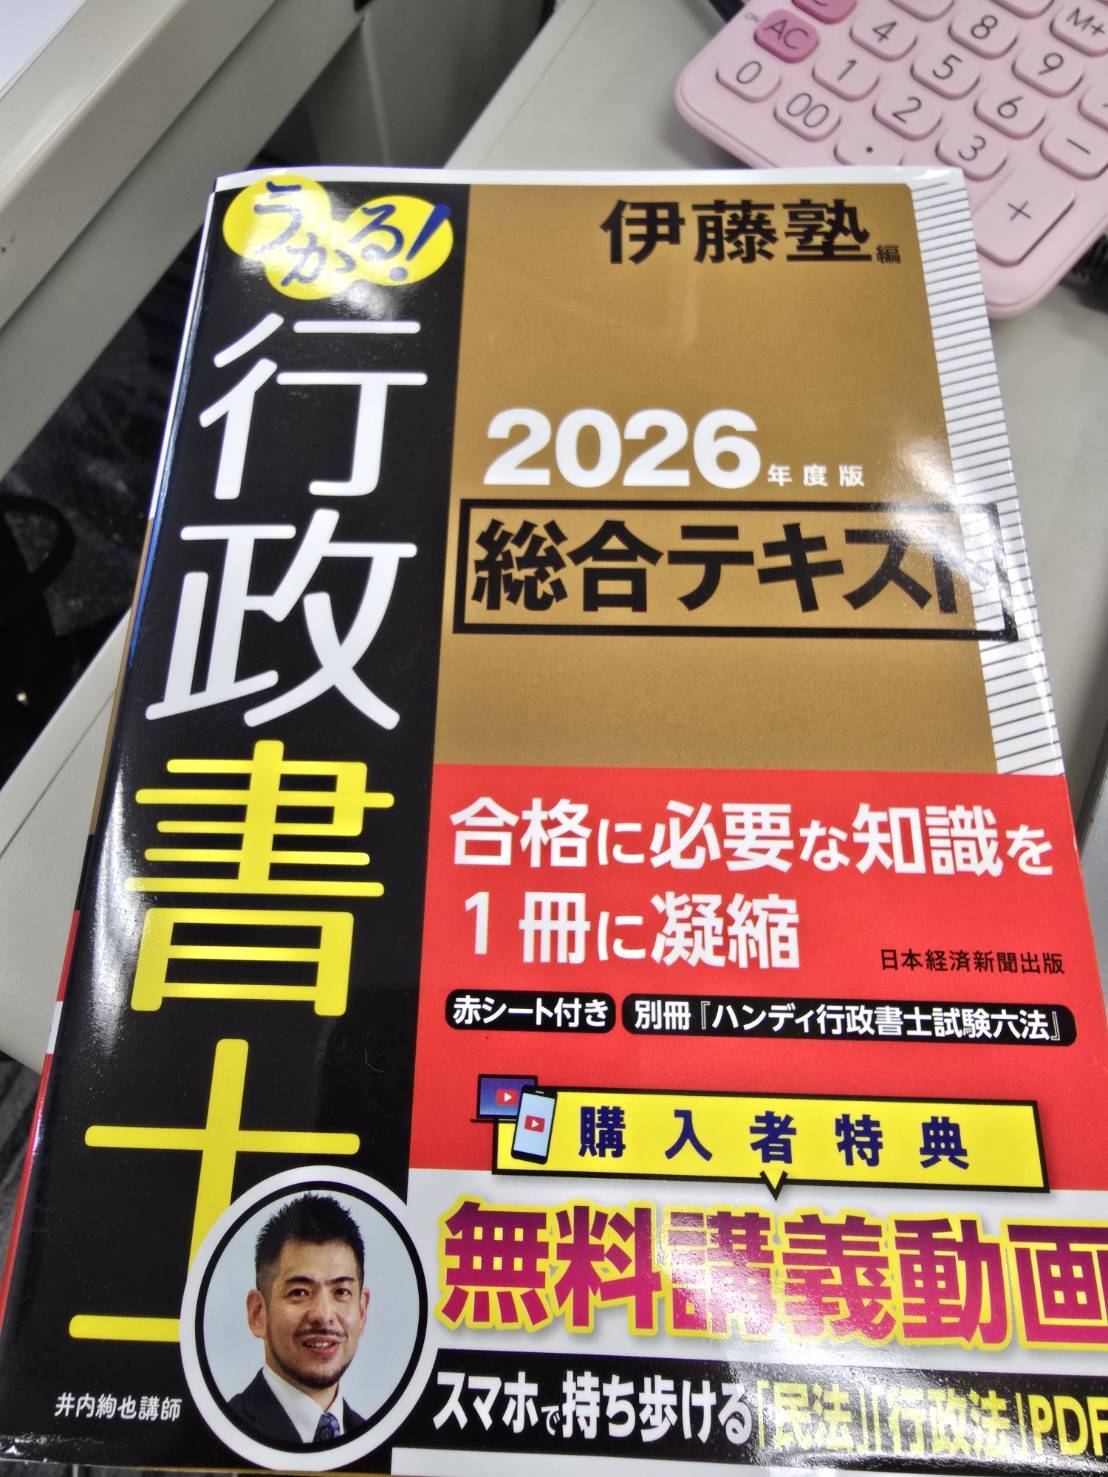 うかる!
行政書士
伊藤塾 編
2026年度版
総合テキスト
合格に必要な知識を
1冊に凝縮
日本経済新聞出版
赤シート付き 別冊『ハンディ行政書士試験六法』
購入者特典
無料講義動画
スマホで持ち歩ける「民法」「行政法」PDF
井内絢也講師
AC 4 8 M+
0 1 5 9
00 2 6
. 3 −
+